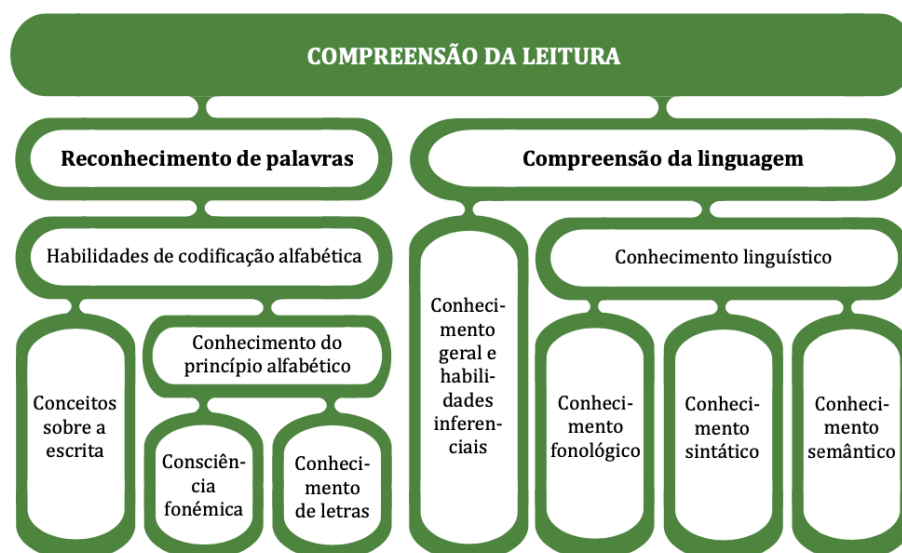 COMPREENSÃO DA LEITURA
Reconhecimento de palavras
Compreensão da linguagem
Habilidades de codificação alfabética
Conhecimento linguístico
Conceitos
sobre a
escrita
Conhecimento do
princípio alfabético
Consciên-
cia
fonémica
Conheci-
mento
de letras
Conheci-
mento
geral e
habili-
dades
inferen-
ciais
Conheci-
mento
fonológico
Conheci-
mento
sintático
Conheci-
mento
semântico